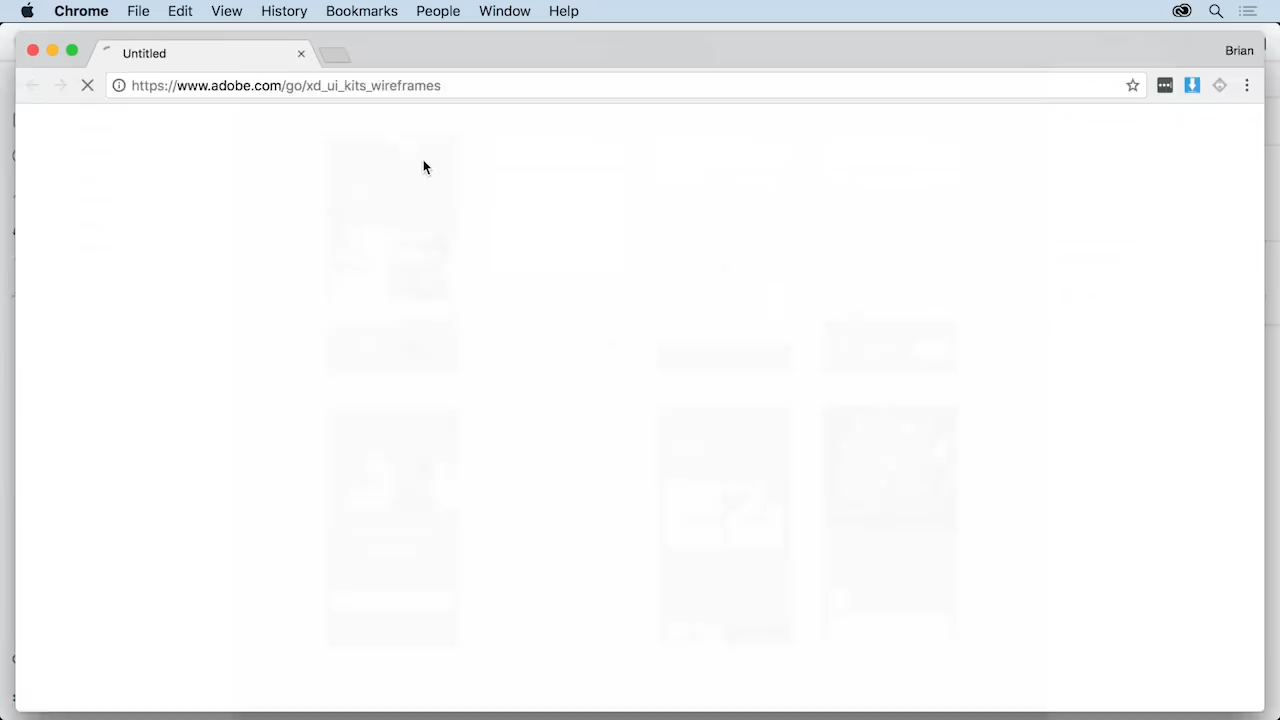 Chrome File Edit View History Bookmarks People Window Help
Untitled
Brian
https://www.adobe.com/go/xd_ui_kits_wireframes